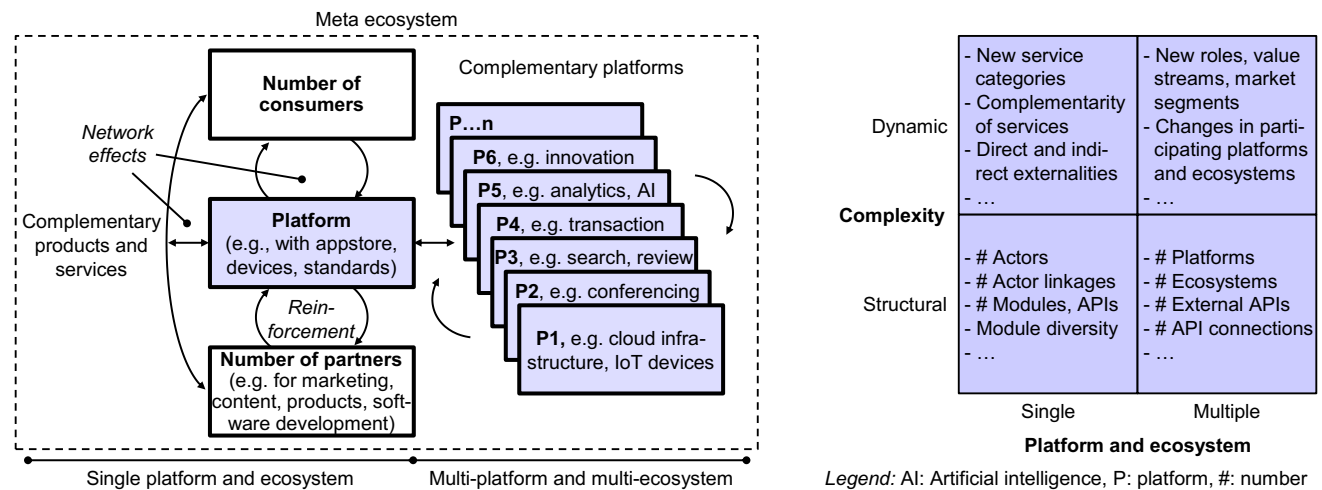 Meta ecosystem
Number of
consumers
Network
effects
Complementary
products and
services
Platform
(e.g., with appstore,
devices, standards)
Rein-
forcement
Number of partners
(e.g. for marketing,
content, products, soft-
ware development)
Complementary platforms
P…n
P6, e.g. innovation
P5, e.g. analytics, AI
P4, e.g. transaction
P3, e.g. search, review
P2, e.g. conferencing
P1, e.g. cloud infra-
structure, IoT devices
Single platform and ecosystem
Multi-platform and multi-ecosystem
Complexity
Dynamic
- New service
categories
- Complementarity
of services
- Direct and indi-
rect externalities
- …
- New roles, value
streams, market
segments
- Changes in parti-
cipating platforms
and ecosystems
- …
Structural
- # Actors
- # Actor linkages
- # Modules, APIs
- Module diversity
- …
- # Platforms
- # Ecosystems
- # External APIs
- # API connections
- …
Single
Multiple
Platform and ecosystem
Legend: AI: Artificial intelligence, P: platform, #: number